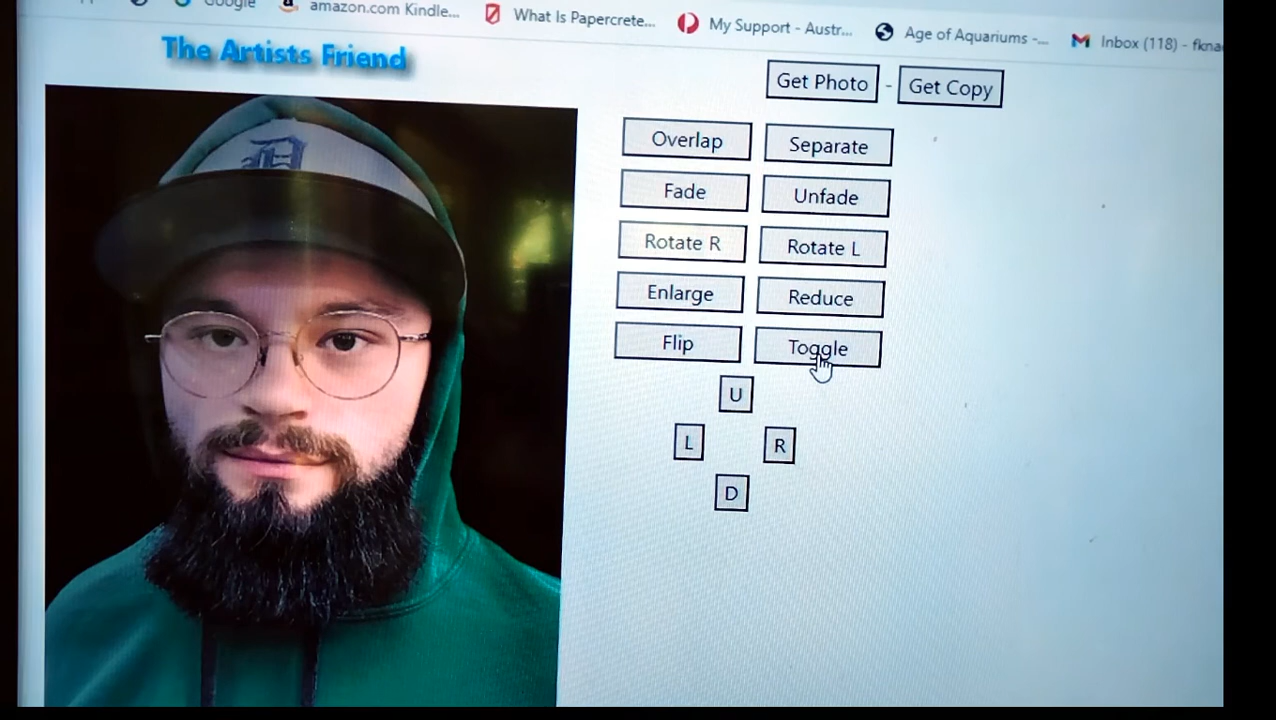 Google
amazon.com Kindle...
What Is Papercrete...
My Support - Austr...
Age of Aquariums -...
Inbox (118) - fkna
The Artists Friend
D
Get Photo - Get Copy
Overlap Separate
Fade Unfade
Rotate R Rotate L
Enlarge Reduce
Flip Toggle
U
L R
D